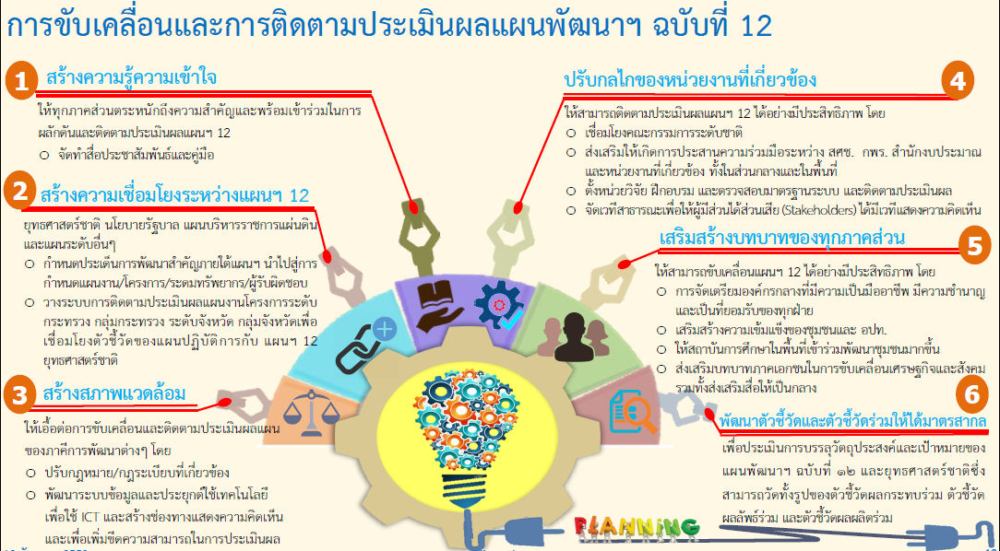 การขับเคลื่อนและการติดตามประเมินผลแผนพัฒนาฯ ฉบับที่ 12
1 สร้างความรู้ความเข้าใจ
ให้ทุกภาคส่วนตระหนักถึงความสำคัญและพร้อมเข้าร่วมในการ
ผลักดันและติดตามประเมินผลแผนฯ 12
○ จัดทำสื่อประชาสัมพันธ์และคู่มือ
2 สร้างความเชื่อมโยงระหว่างแผนฯ 12
ยุทธศาสตร์ชาติ นโยบายรัฐบาล แผนบริหารราชการแผ่นดิน
และแผนระดับอื่นๆ
○ กำหนดประเด็นการพัฒนาสำคัญภายใต้แผนฯ นำไปสู่การ
กำหนดแผนงาน/โครงการ/ระดมทรัพยากร/ผู้รับผิดชอบ
○ วางระบบการติดตามประเมินผลแผนงานโครงการระดับ
กระทรวง กลุ่มกระทรวง ระดับจังหวัด กลุ่มจังหวัดเพื่อ
เชื่อมโยงตัวชี้วัดของแผนปฏิบัติการกับ แผนฯ 12
ยุทธศาสตร์ชาติ
3 สร้างสภาพแวดล้อม
ให้เอื้อต่อการขับเคลื่อนและติดตามประเมินผลแผน
ของภาคีการพัฒนาต่างๆ โดย
○ ปรับกฎหมาย/กฎระเบียบที่เกี่ยวข้อง
○ พัฒนาระบบข้อมูลและประยุกต์ใช้เทคโนโลยี
เพื่อใช้ ICT และสร้างช่องทางแสดงความคิดเห็น
และเพื่อเพิ่มขีดความสามารถในการประเมินผล
ปรับกลไกของหน่วยงานที่เกี่ยวข้อง 4
ให้สามารถติดตามประเมินผลแผนฯ 12 ได้อย่างมีประสิทธิภาพ โดย
○ เชื่อมโยงคณะกรรมการระดับชาติ
○ ส่งเสริมให้เกิดการประสานความร่วมมือระหว่าง สศช. กพร. สำนักงบประมาณ
และหน่วยงานที่เกี่ยวข้อง ทั้งในส่วนกลางและในพื้นที่
○ ตั้งหน่วยวิจัย ฝึกอบรม และตรวจสอบมาตรฐานระบบ และติดตามประเมินผล
○ จัดเวทีสาธารณะเพื่อให้ผู้มีส่วนได้ส่วนเสีย (Stakeholders) ได้มีเวทีแสดงความคิดเห็น
เสริมสร้างบทบาทของทุกภาคส่วน 5
ให้สามารถขับเคลื่อนแผนฯ 12 ได้อย่างมีประสิทธิภาพ โดย
○ การจัดเตรียมองค์กรกลางที่มีความเป็นมืออาชีพ มีความชำนาญ
และเป็นที่ยอมรับของทุกฝ่าย
○ เสริมสร้างความเข้มแข็งของชุมชนและ อปท.
○ ให้สถาบันการศึกษาในพื้นที่เข้าร่วมพัฒนาชุมชนมากขึ้น
○ ส่งเสริมบทบาทภาคเอกชนในการขับเคลื่อนเศรษฐกิจและสังคม
รวมทั้งส่งเสริมสื่อให้เป็นกลาง
6
พัฒนาตัวชี้วัดและตัวชี้วัดร่วมให้ได้มาตรสากล
เพื่อประเมินการบรรลุวัตถุประสงค์และเป้าหมายของ
แผนพัฒนาฯ ฉบับที่ ๑๒ และยุทธศาสตร์ชาติซึ่ง
สามารถวัดทั้งรูปของตัวชี้วัดผลกระทบร่วม ตัวชี้วัด
ผลลัพธ์ร่วม และตัวชี้วัดผลผลิตร่วม
PLANNiNG